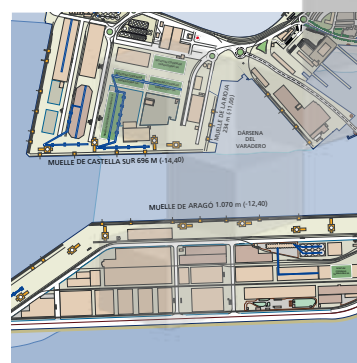 MUELLE DE LA RIOJA
234 m (-11,00)
DÁRSENA
DEL
VARADERO
MUELLE DE CASTELLA SUR 696 M (-14,40)
MUELLE DE ARAGÓ 1.070 m (-12,40)